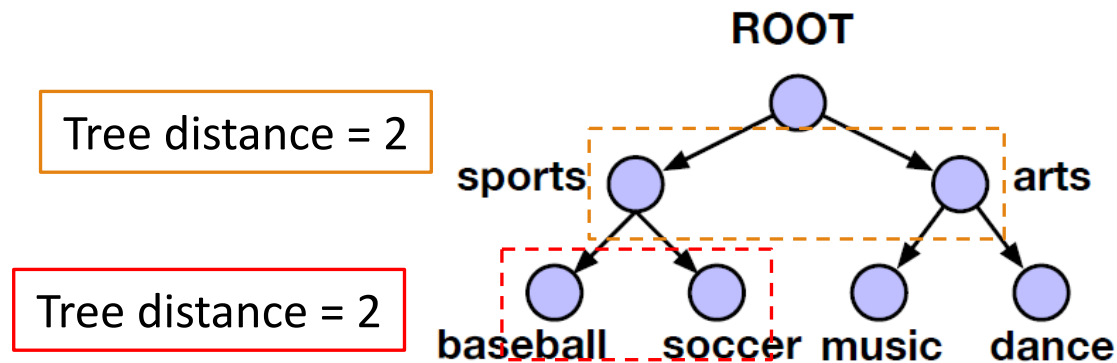 ROOT
Tree distance = 2
sports
arts
Tree distance = 2
baseball
soccer
music
dance